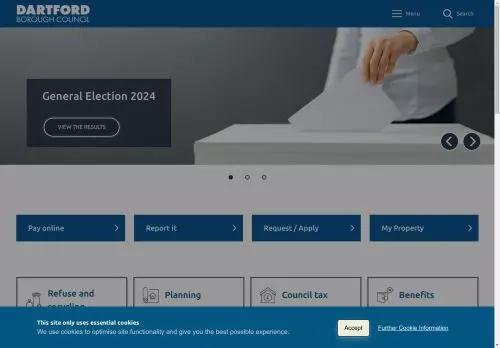 DARTFORD
BOROUGH COUNCIL
Menu
Search
General Election 2024
VIEW THE RESULTS
Pay online
Report it
Request / Apply
My Property
Refuse and
recycling
Planning
Council tax
Benefits
This site only uses essential cookies
We use cookies to optimise site functionality and give you the best possible experience.
Accept
Further Cookie Information